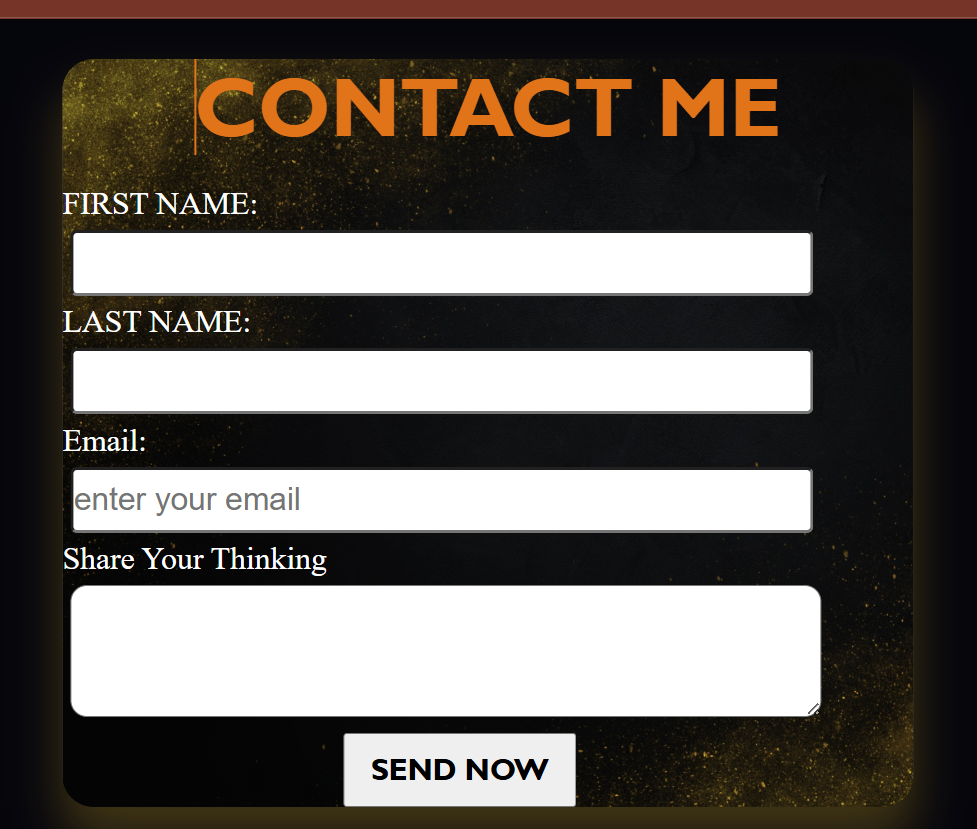 CONTACT ME
FIRST NAME:
LAST NAME:
Email:
enter your email
Share Your Thinking
SEND NOW